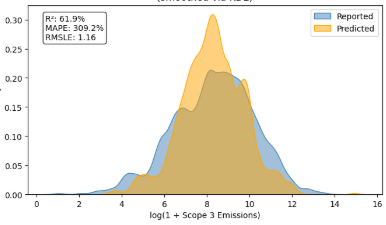 R²: 61.9%
MAPE: 309.2%
RMSLE: 1.16
Reported
Predicted
0.30
0.25
0.20
0.15
0.10
0.05
0.00
0 2 4 6 8 10 12 14 16
log(1 + Scope 3 Emissions)